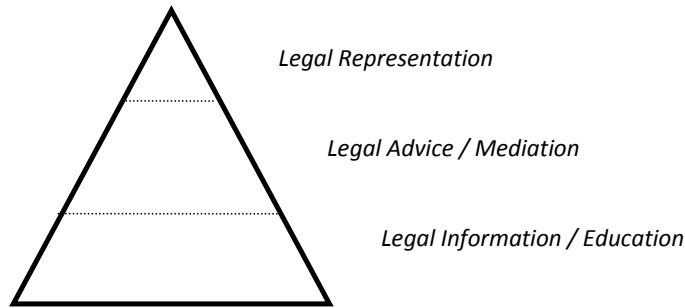 Legal Representation
Legal Advice / Mediation
Legal Information / Education